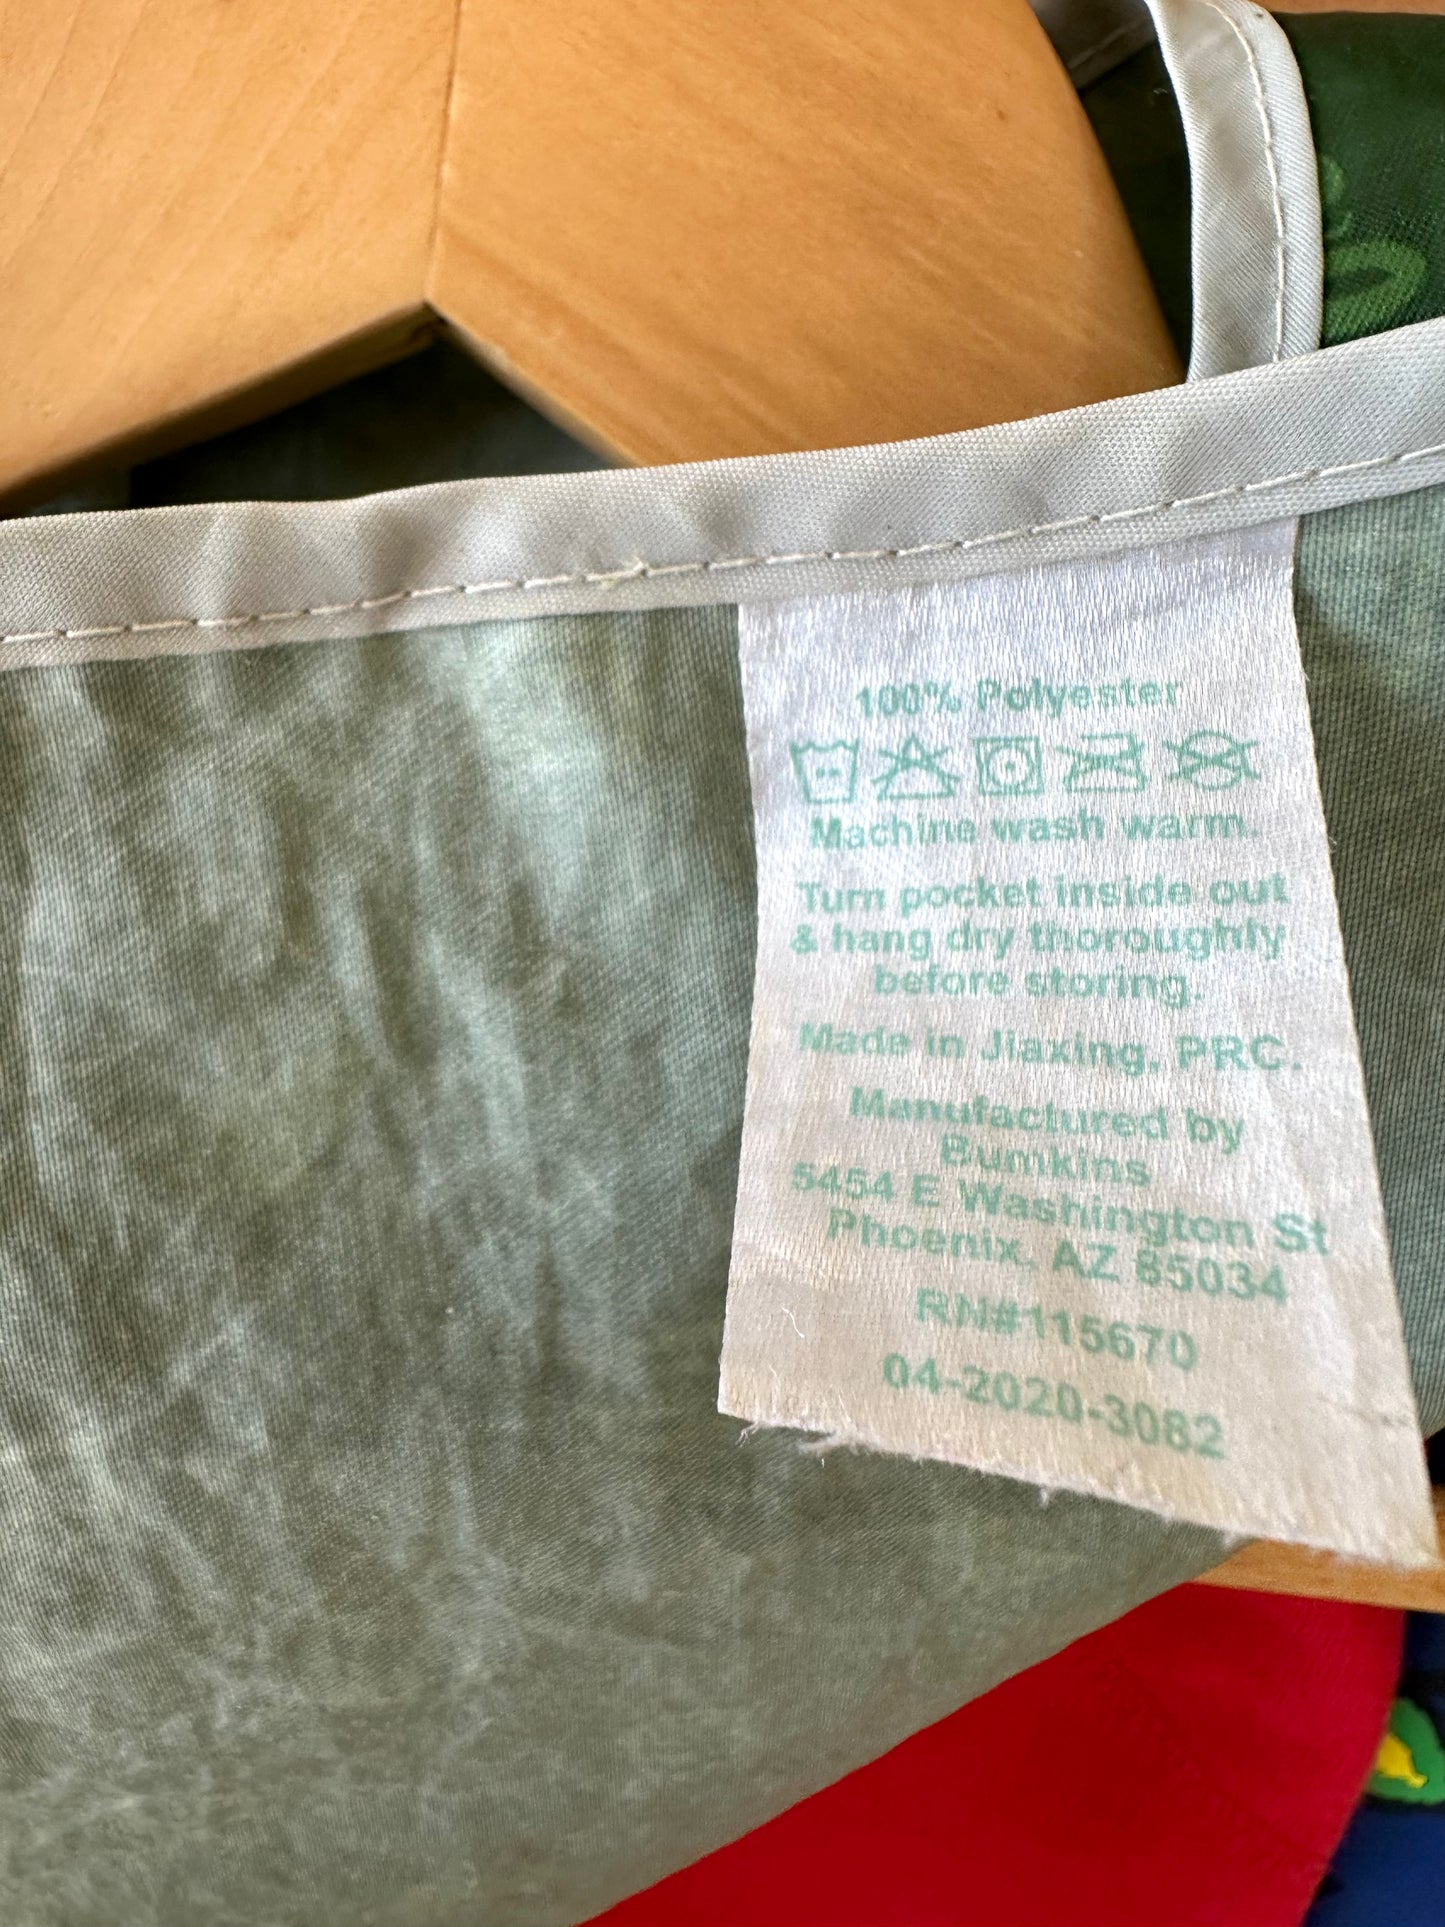 100% Polyester
Machine wash warm.
Turn pocket inside out
& hang dry thoroughly
before storing.
Made in Jiaxing, PRC.
Manufactured by
Bumkins
5454 E Washington St
Phoenix, AZ 85034
RN#115670
04-2020-3082